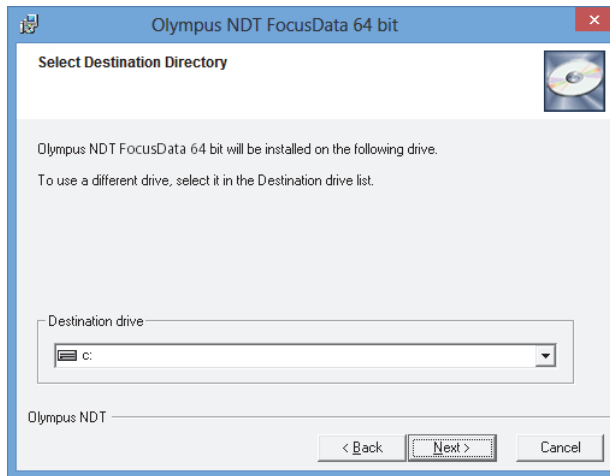 Olympus NDT FocusData 64 bit
Select Destination Directory
Olympus NDT FocusData 64 bit will be installed on the following drive.
To use a different drive, select it in the Destination drive list.
Destination drive
c:
Olympus NDT
< Back Next > Cancel